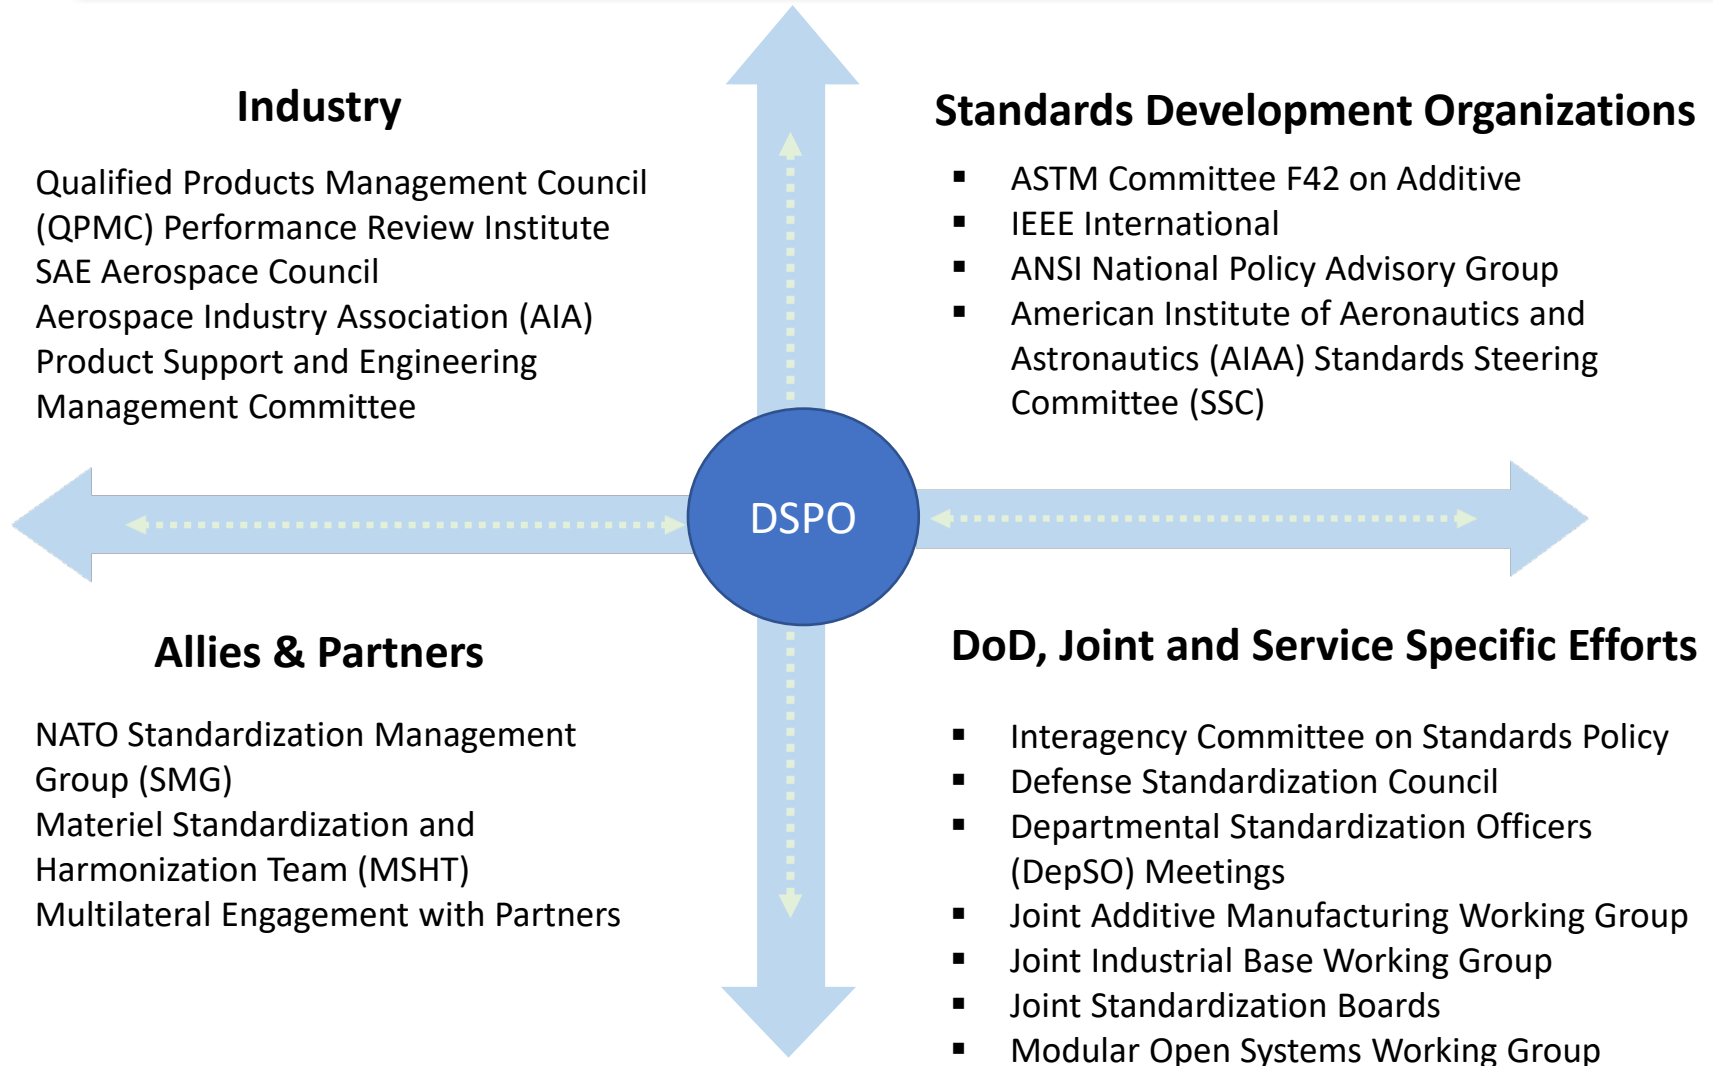 Industry
Qualified Products Management Council
(QPMC) Performance Review Institute
SAE Aerospace Council
Aerospace Industry Association (AIA)
Product Support and Engineering
Management Committee
Standards Development Organizations
▪ ASTM Committee F42 on Additive
▪ IEEE International
▪ ANSI National Policy Advisory Group
▪ American Institute of Aeronautics and
Astronautics (AIAA) Standards Steering
Committee (SSC)
DSPO
Allies & Partners
NATO Standardization Management
Group (SMG)
Materiel Standardization and
Harmonization Team (MSHT)
Multilateral Engagement with Partners
DoD, Joint and Service Specific Efforts
▪ Interagency Committee on Standards Policy
▪ Defense Standardization Council
▪ Departmental Standardization Officers
(DepSO) Meetings
▪ Joint Additive Manufacturing Working Group
▪ Joint Industrial Base Working Group
▪ Joint Standardization Boards
▪ Modular Open Systems Working Group